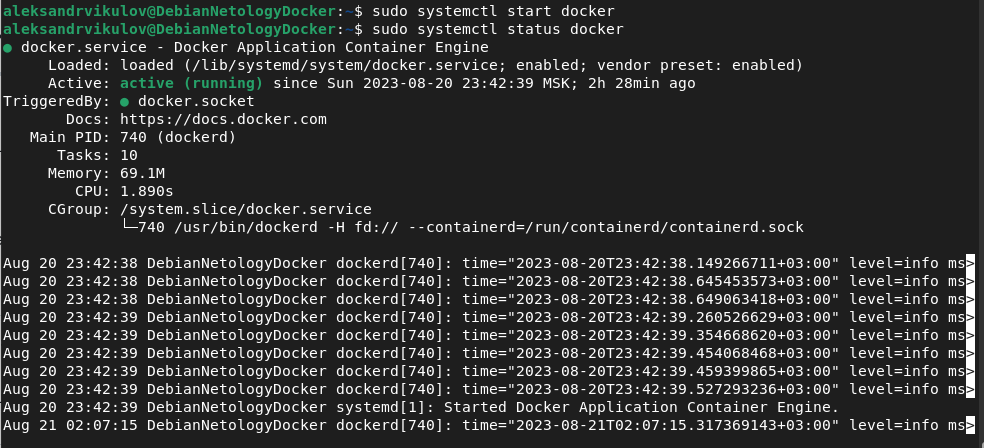 aleksandrvikulov@DebianNetologyDocker:~$ sudo systemctl start docker
aleksandrvikulov@DebianNetologyDocker:~$ sudo systemctl status docker
● docker.service - Docker Application Container Engine
     Loaded: loaded (/lib/systemd/system/docker.service; enabled; vendor preset: enabled)
     Active: active (running) since Sun 2023-08-20 23:42:39 MSK; 2h 28min ago
TriggeredBy: ● docker.socket
       Docs: https://docs.docker.com
   Main PID: 740 (dockerd)
      Tasks: 10
     Memory: 69.1M
        CPU: 1.890s
     CGroup: /system.slice/docker.service
             └─740 /usr/bin/dockerd -H fd:// --containerd=/run/containerd/containerd.sock

Aug 20 23:42:38 DebianNetologyDocker dockerd[740]: time="2023-08-20T23:42:38.149266711+03:00" level=info ms>
Aug 20 23:42:38 DebianNetologyDocker dockerd[740]: time="2023-08-20T23:42:38.645453573+03:00" level=info ms>
Aug 20 23:42:38 DebianNetologyDocker dockerd[740]: time="2023-08-20T23:42:38.649063418+03:00" level=info ms>
Aug 20 23:42:39 DebianNetologyDocker dockerd[740]: time="2023-08-20T23:42:39.260526629+03:00" level=info ms>
Aug 20 23:42:39 DebianNetologyDocker dockerd[740]: time="2023-08-20T23:42:39.354668620+03:00" level=info ms>
Aug 20 23:42:39 DebianNetologyDocker dockerd[740]: time="2023-08-20T23:42:39.454068468+03:00" level=info ms>
Aug 20 23:42:39 DebianNetologyDocker dockerd[740]: time="2023-08-20T23:42:39.459399865+03:00" level=info ms>
Aug 20 23:42:39 DebianNetologyDocker dockerd[740]: time="2023-08-20T23:42:39.527293236+03:00" level=info ms>
Aug 20 23:42:39 DebianNetologyDocker systemd[1]: Started Docker Application Container Engine.
Aug 21 02:07:15 DebianNetologyDocker dockerd[740]: time="2023-08-21T02:07:15.317369143+03:00" level=info ms>